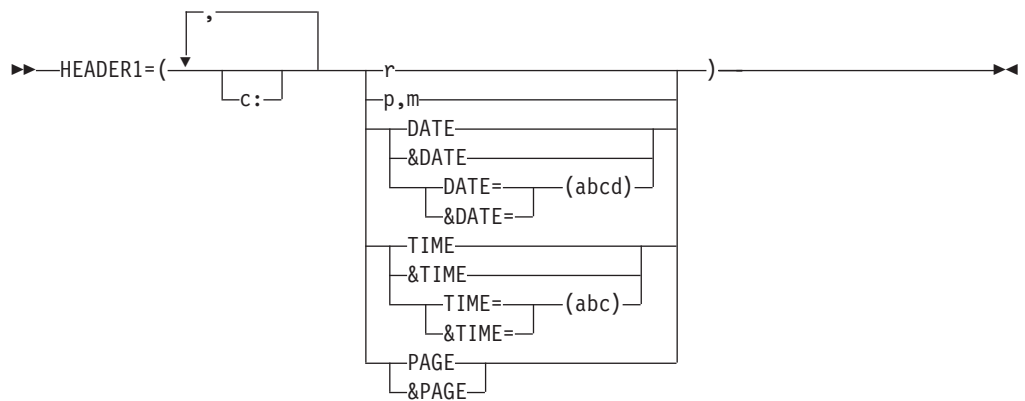 ,
HEADER1=( r )
c: p,m
DATE
&DATE
DATE= (abcd)
&DATE=
TIME
&TIME
TIME= (abc)
&TIME=
PAGE
&PAGE